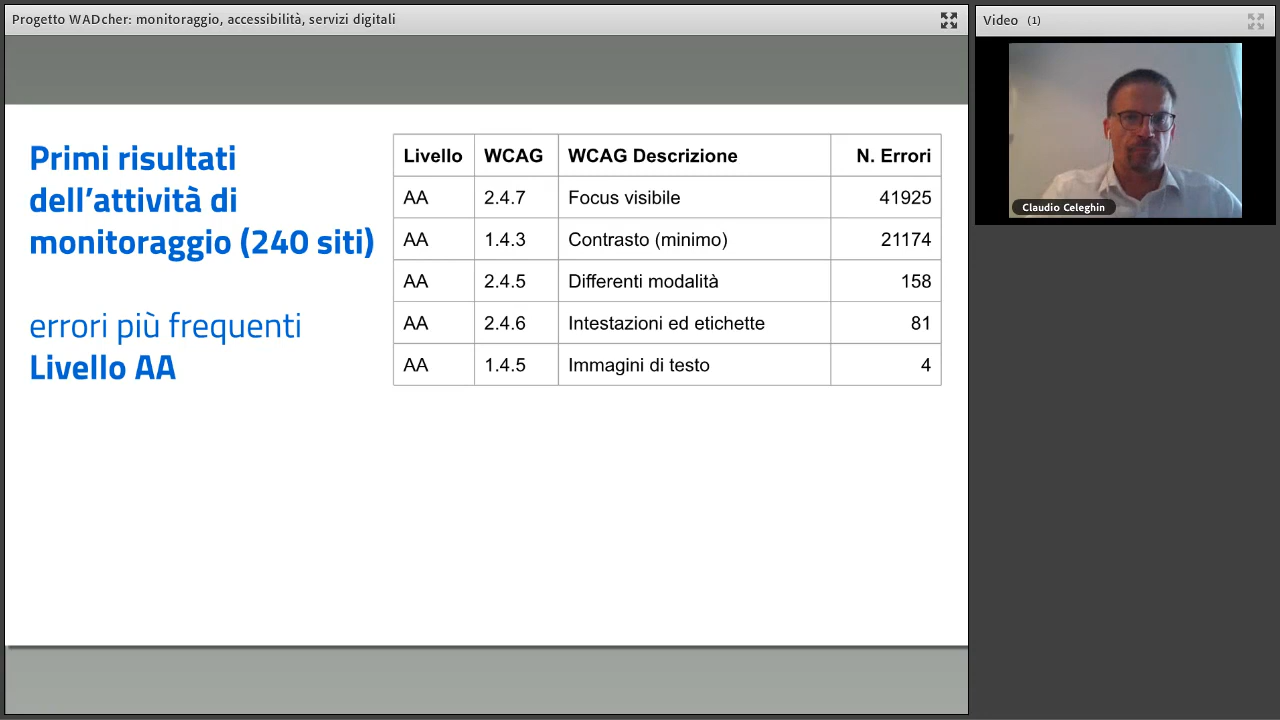 Progetto WADcher: monitoraggio, accessibilità, servizi digitali
Video (1)
Primi risultati
dell'attività di
monitoraggio (240 siti)
errori più frequenti
Livello AA
Livello WCAG WCAG Descrizione N. Errori
AA 2.4.7 Focus visibile 41925
AA 1.4.3 Contrasto (minimo) 21174
AA 2.4.5 Differenti modalità 158
AA 2.4.6 Intestazioni ed etichette 81
AA 1.4.5 Immagini di testo 4
Claudio Celeghin